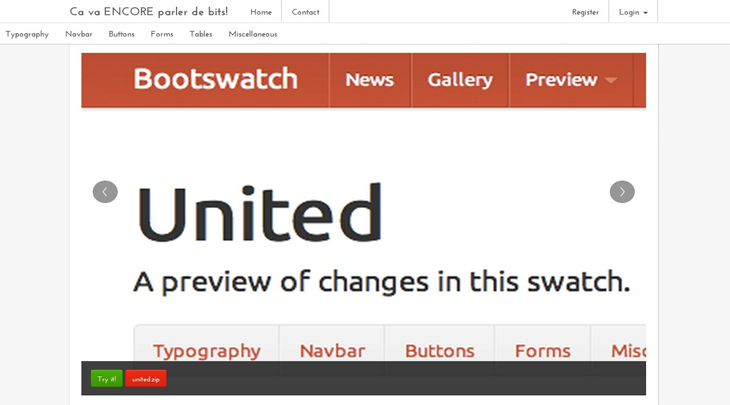 Ca va ENCORE parler de bits! Home Contact Register Login
Typography Navbar Buttons Forms Tables Miscellaneous
Bootswatch News Gallery Preview
United
A preview of changes in this swatch.
Typography Navbar Buttons Forms Misc
Try it! united.zip